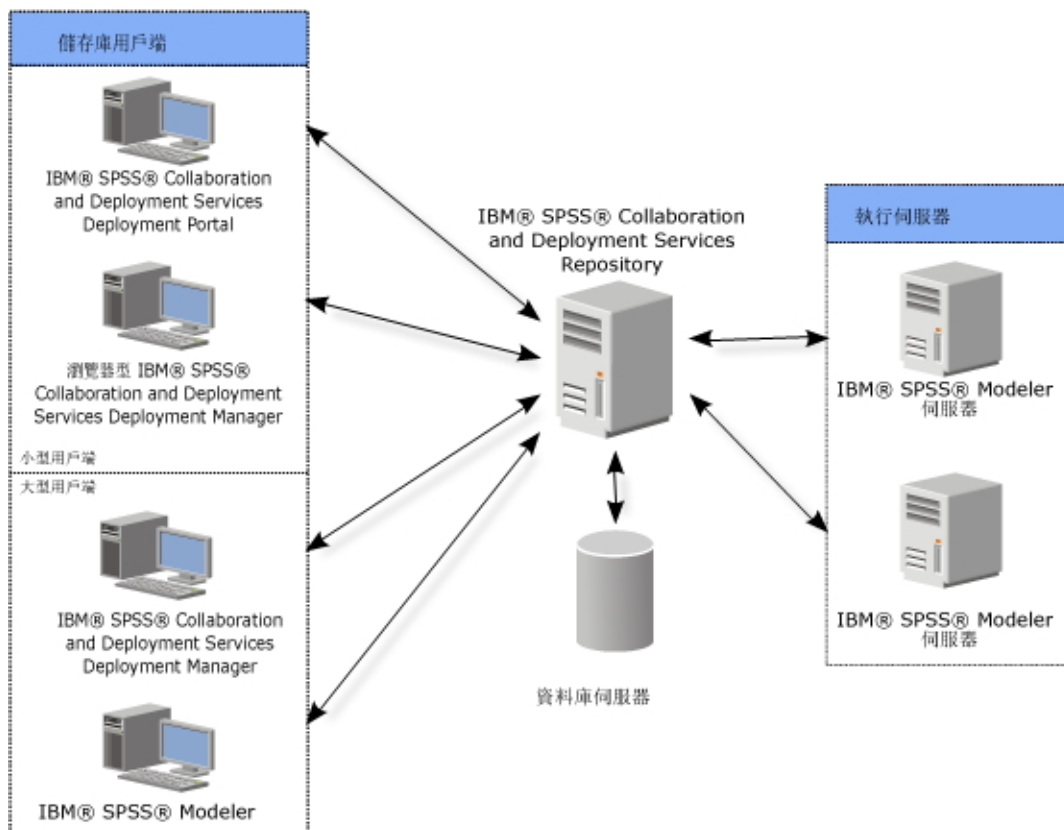 儲存庫用戶端
IBM® SPSS® Collaboration
and Deployment Services
Deployment Portal
瀏覽器型 IBM® SPSS®
Collaboration and Deployment
Services Deployment Manager
小型用戶端
大型用戶端
IBM® SPSS® Collaboration
and Deployment Services
Deployment Manager
IBM® SPSS® Modeler
IBM® SPSS® Collaboration
and Deployment Services
Repository
資料庫伺服器
執行伺服器
IBM® SPSS® Modeler
伺服器
IBM® SPSS® Modeler
伺服器